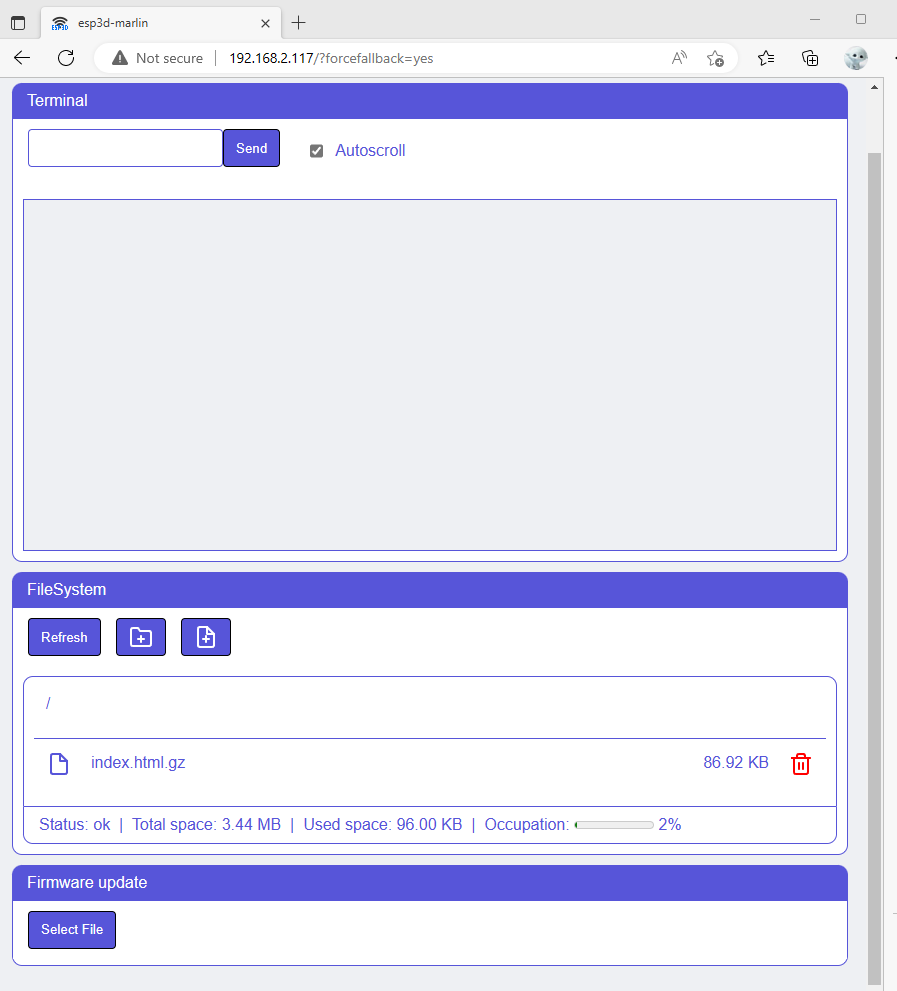 esp3d-marlin
Not secure 192.168.2.117/?forcefallback=yes
Terminal
Send Autoscroll
FileSystem
Refresh
/
index.html.gz 86.92 KB
Status: ok | Total space: 3.44 MB | Used space: 96.00 KB | Occupation: 2%
Firmware update
Select File